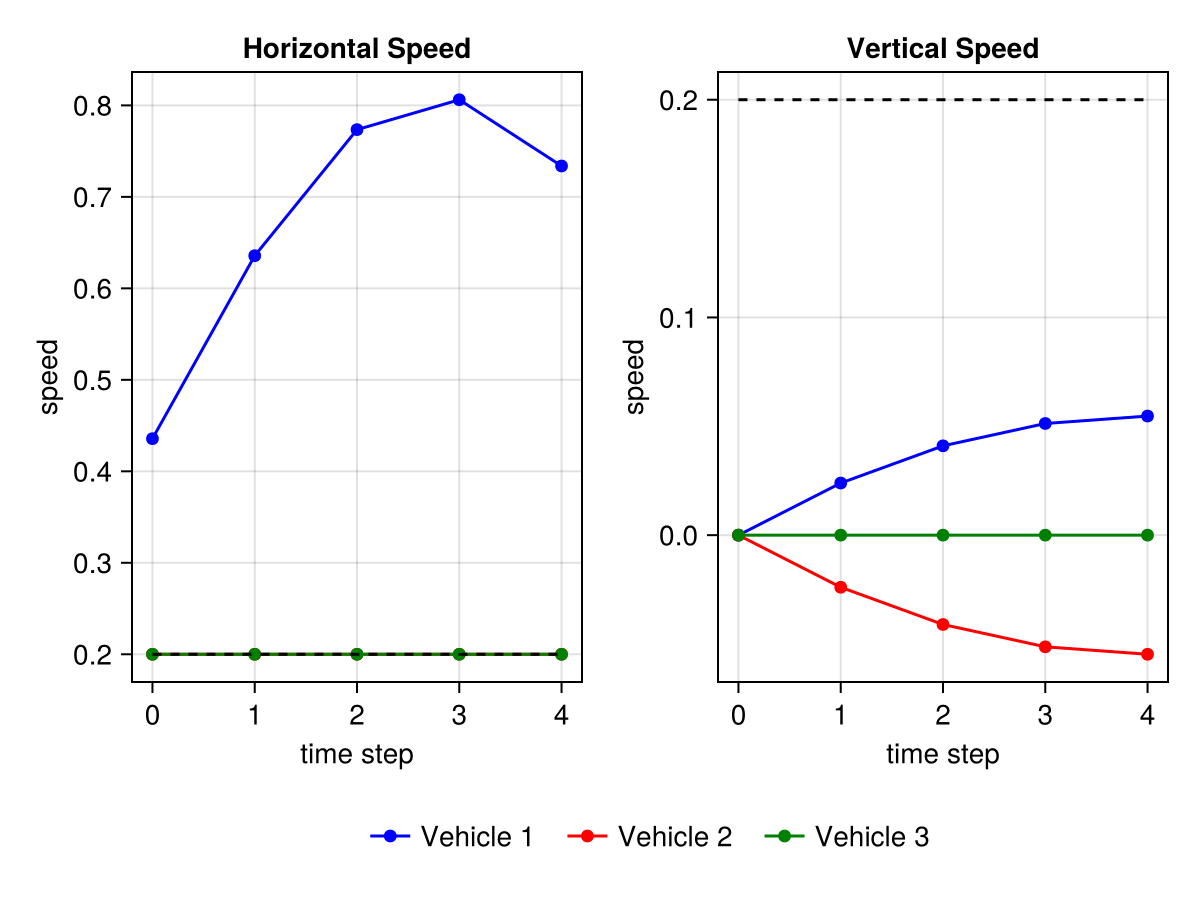 Horizontal Speed
Vertical Speed
speed
0.8
0.7
0.6
0.5
0.4
0.3
0.2
0
1
2
3
4
time step
speed
0.2
0.1
0.0
0
1
2
3
4
time step
Vehicle 1
Vehicle 2
Vehicle 3